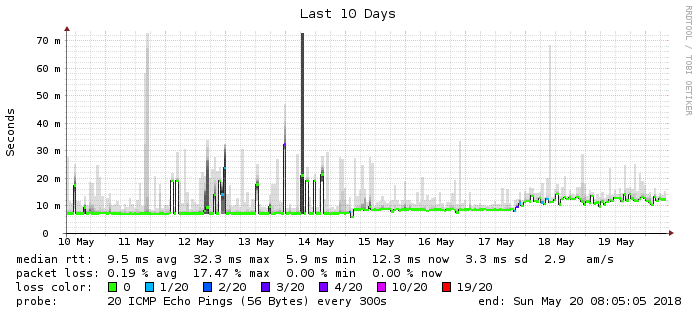 Last 10 Days
RRDTOOL / TOBI OETIKER
Seconds
70 m
60 m
50 m
40 m
30 m
20 m
10 m
0
10 May 11 May 12 May 13 May 14 May 15 May 16 May 17 May 18 May 19 May
median rtt: 9.5 ms avg 32.3 ms max 5.9 ms min 12.3 ms now 3.3 ms sd 2.9 am/s
packet loss: 0.19 % avg 17.47 % max 0.00 % min 0.00 % now
loss color: 0 1/20 2/20 3/20 4/20 10/20 19/20
probe: 20 ICMP Echo Pings (56 Bytes) every 300s end: Sun May 20 08:05:05 2018